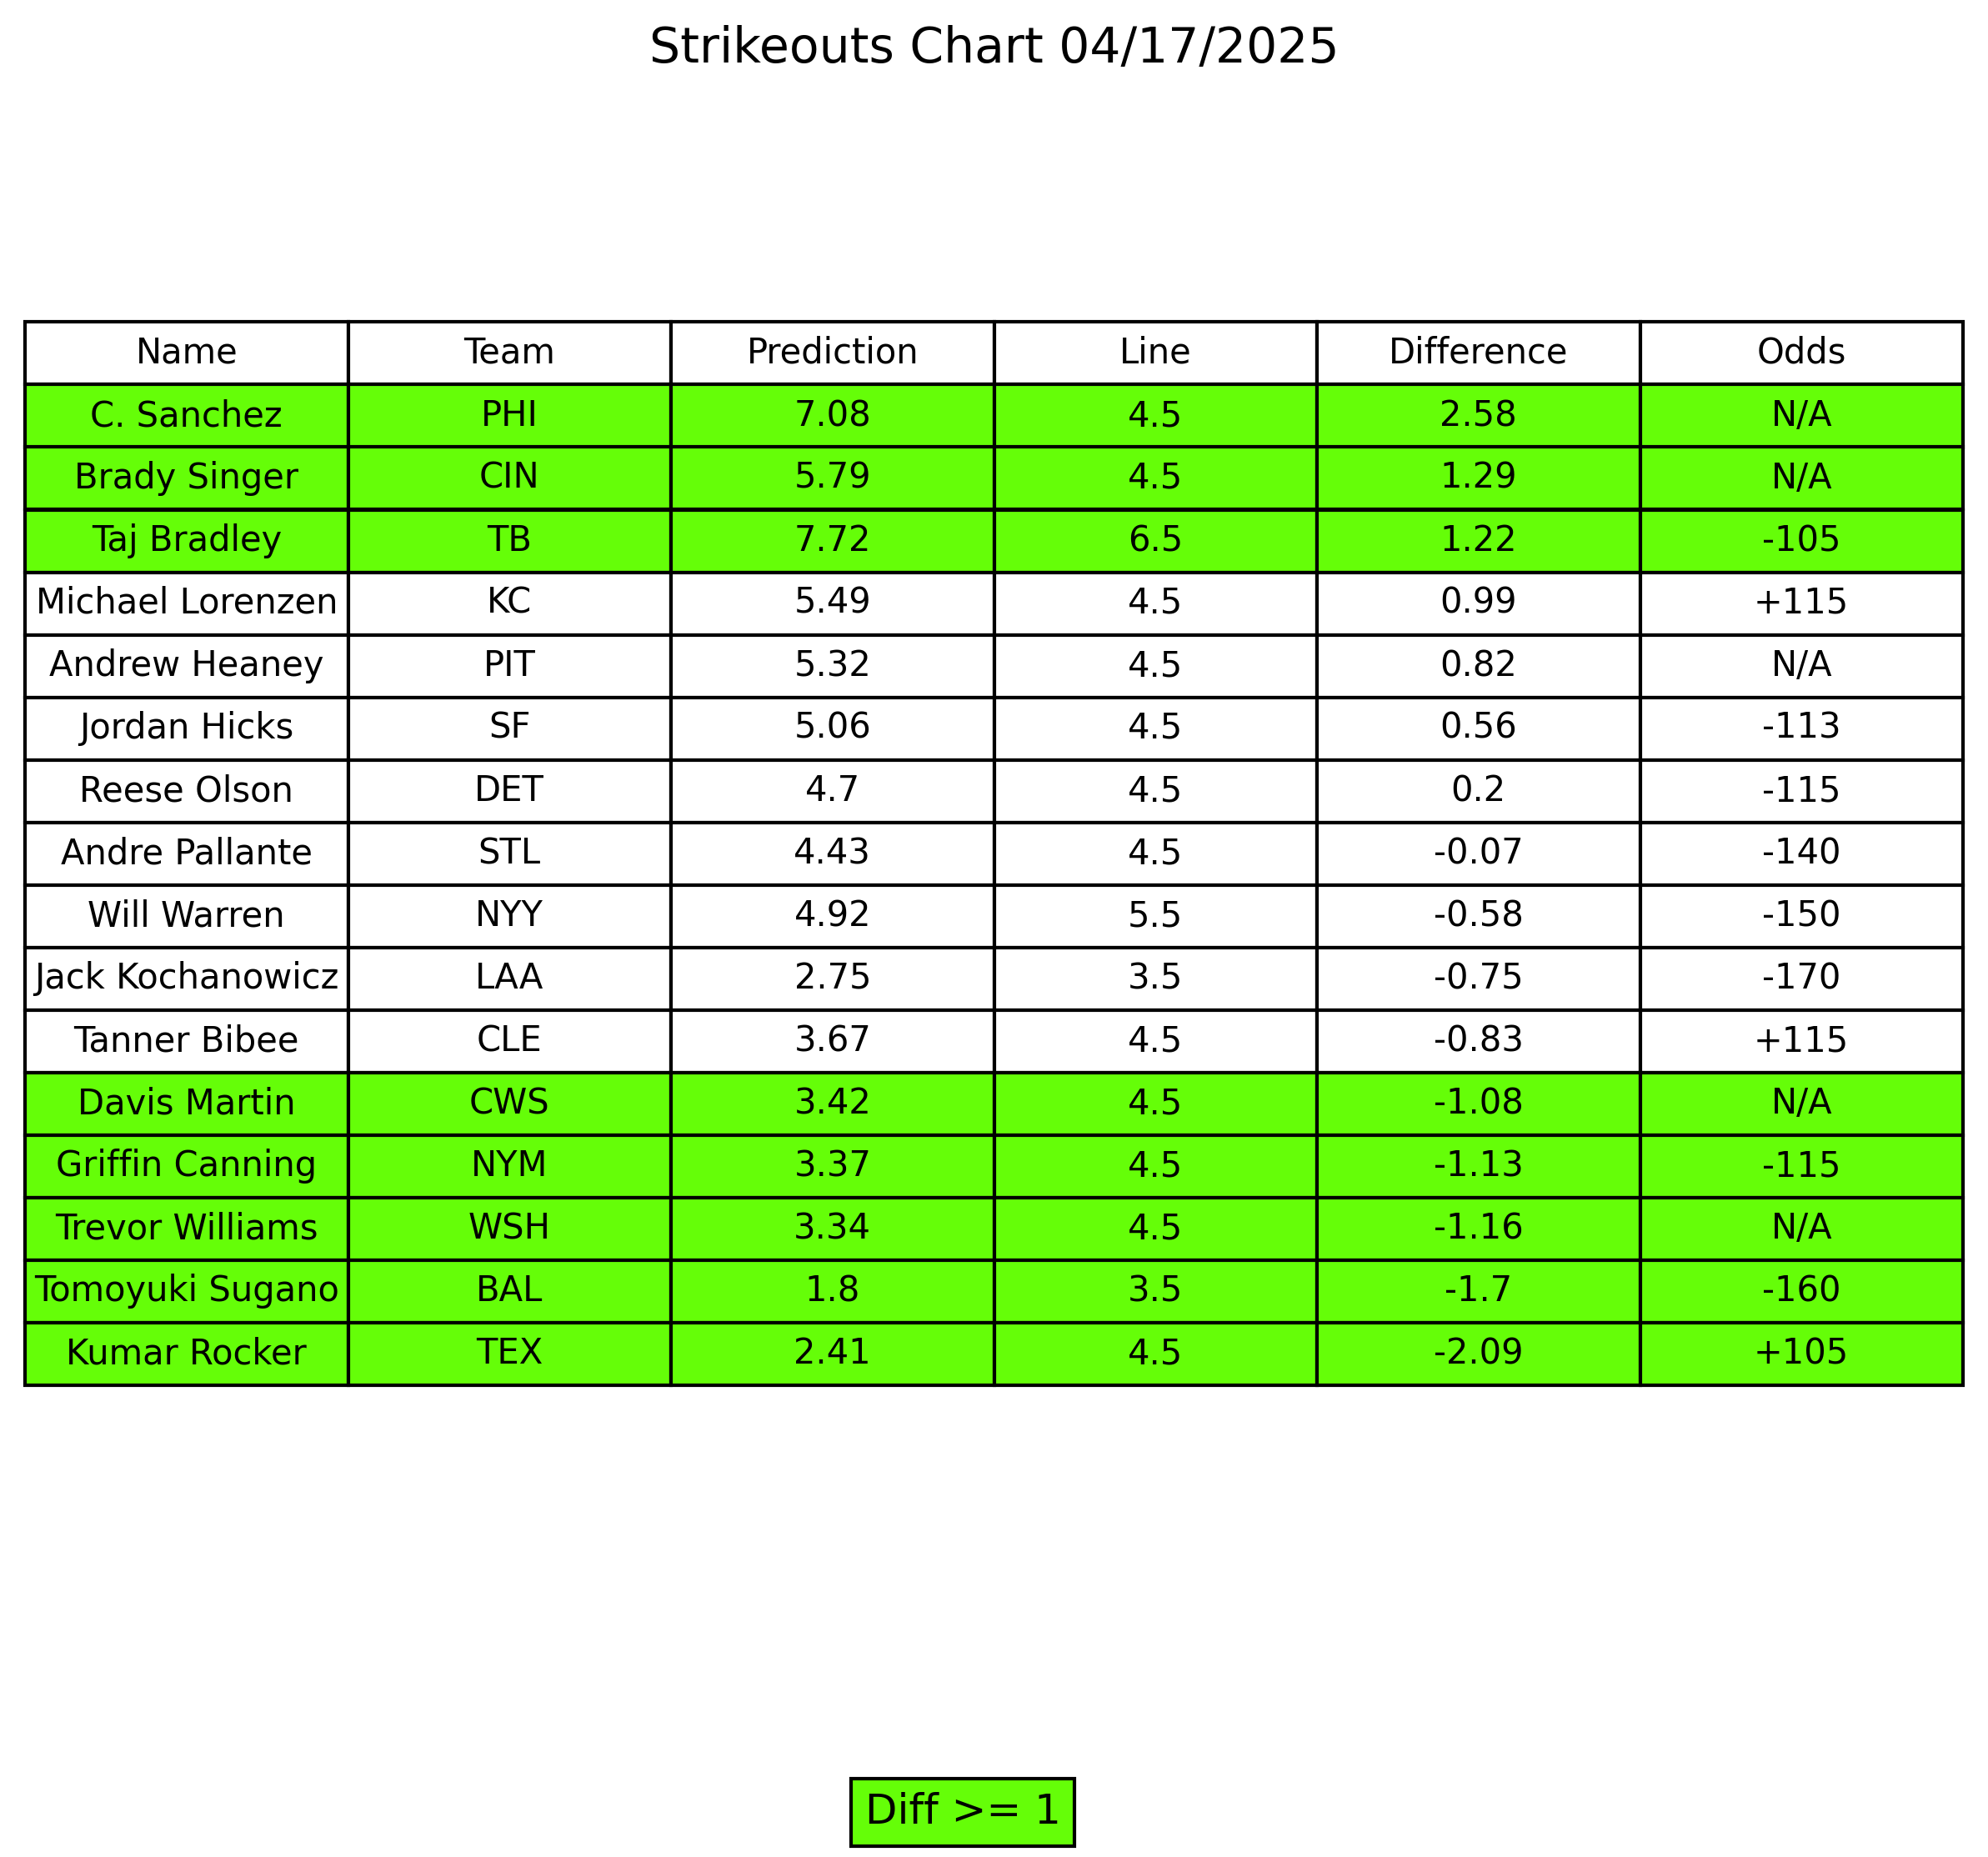 Strikeouts Chart 04/17/2025
Name Team Prediction Line Difference Odds
C. Sanchez PHI 7.08 4.5 2.58 N/A
Brady Singer CIN 5.79 4.5 1.29 N/A
Taj Bradley TB 7.72 6.5 1.22 -105
Michael Lorenzen KC 5.49 4.5 0.99 +115
Andrew Heaney PIT 5.32 4.5 0.82 N/A
Jordan Hicks SF 5.06 4.5 0.56 -113
Reese Olson DET 4.7 4.5 0.2 -115
Andre Pallante STL 4.43 4.5 -0.07 -140
Will Warren NYY 4.92 5.5 -0.58 -150
Jack Kochanowicz LAA 2.75 3.5 -0.75 -170
Tanner Bibee CLE 3.67 4.5 -0.83 +115
Davis Martin CWS 3.42 4.5 -1.08 N/A
Griffin Canning NYM 3.37 4.5 -1.13 -115
Trevor Williams WSH 3.34 4.5 -1.16 N/A
Tomoyuki Sugano BAL 1.8 3.5 -1.7 -160
Kumar Rocker TEX 2.41 4.5 -2.09 +105
Diff >= 1